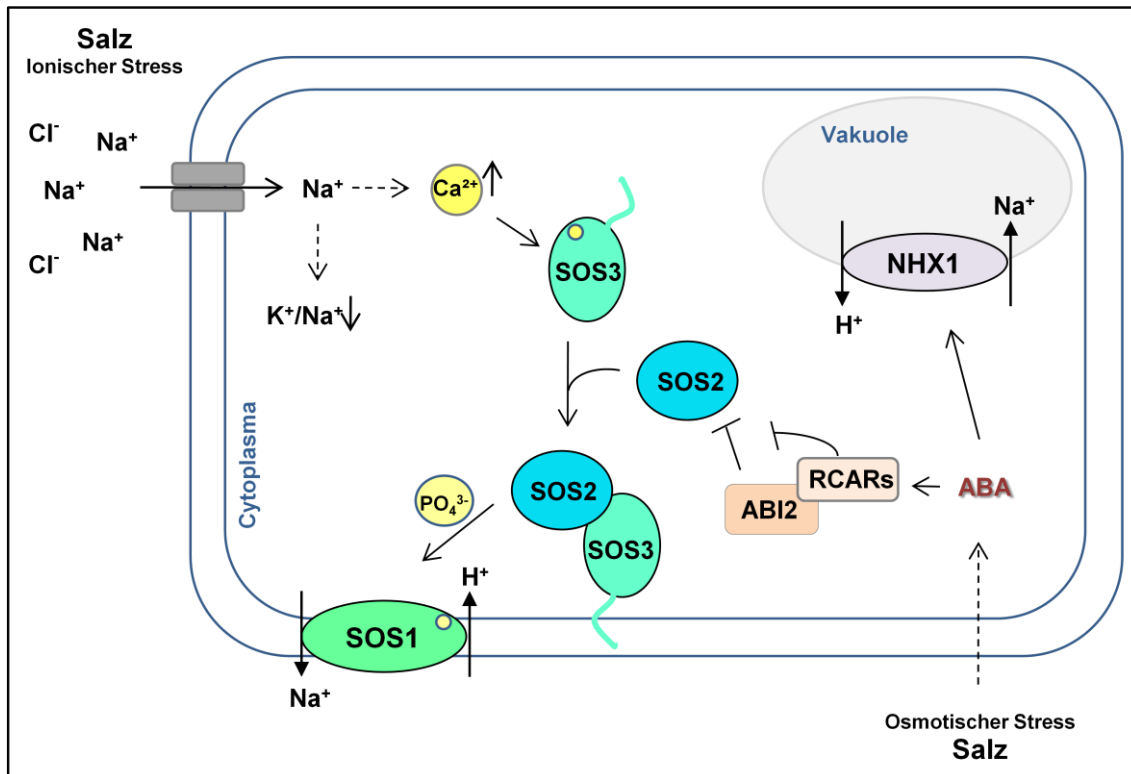 Salz
Ionischer Stress
Cl⁻
Na⁺
Na⁺
Na⁺
Cl⁻
Na⁺
Ca²⁺
K⁺/Na⁺
SOS3
Vakuole
Na⁺
NHX1
H⁺
SOS2
Cytoplasma
RCARs
ABI2
ABA
SOS2
SOS3
PO₄³⁻
H⁺
SOS1
Na⁺
Osmotischer Stress
Salz